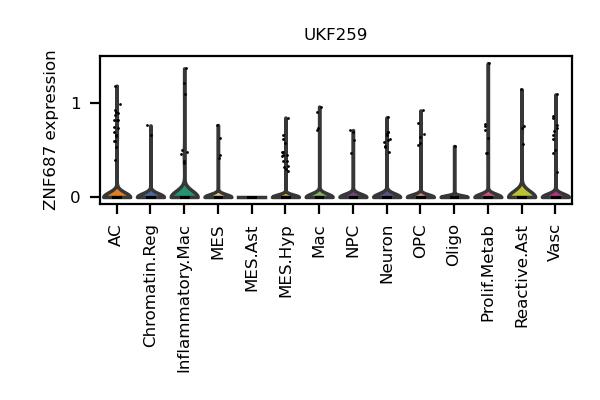 UKF259
ZNF687 expression
1
0
AC
Chromatin.Reg
Inflammatory.Mac
MES
MES.Ast
MES.Hyp
Mac
NPC
Neuron
OPC
Oligo
Prolif.Metab
Reactive.Ast
Vasc